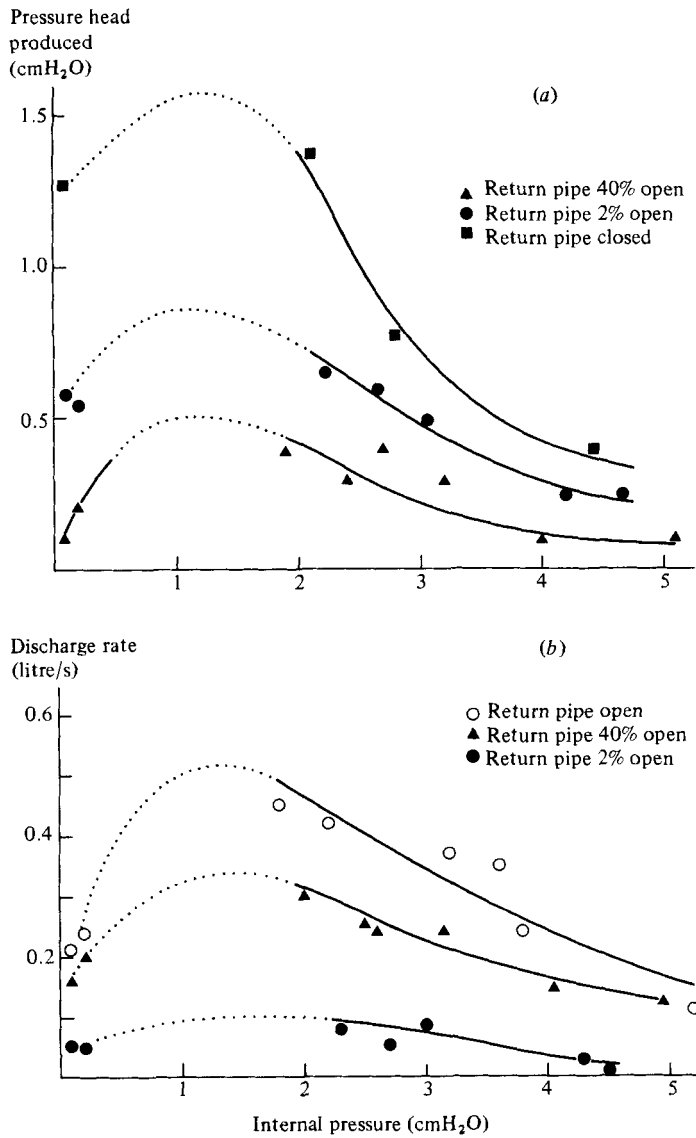 Pressure head
produced
(cmH₂O)
(a)
1.5
1.0
0.5
▲ Return pipe 40% open
● Return pipe 2% open
■ Return pipe closed
1 2 3 4 5
Discharge rate
(litre/s)
(b)
0.6
0.4
0.2
○ Return pipe open
▲ Return pipe 40% open
● Return pipe 2% open
1 2 3 4 5
Internal pressure (cmH₂O)